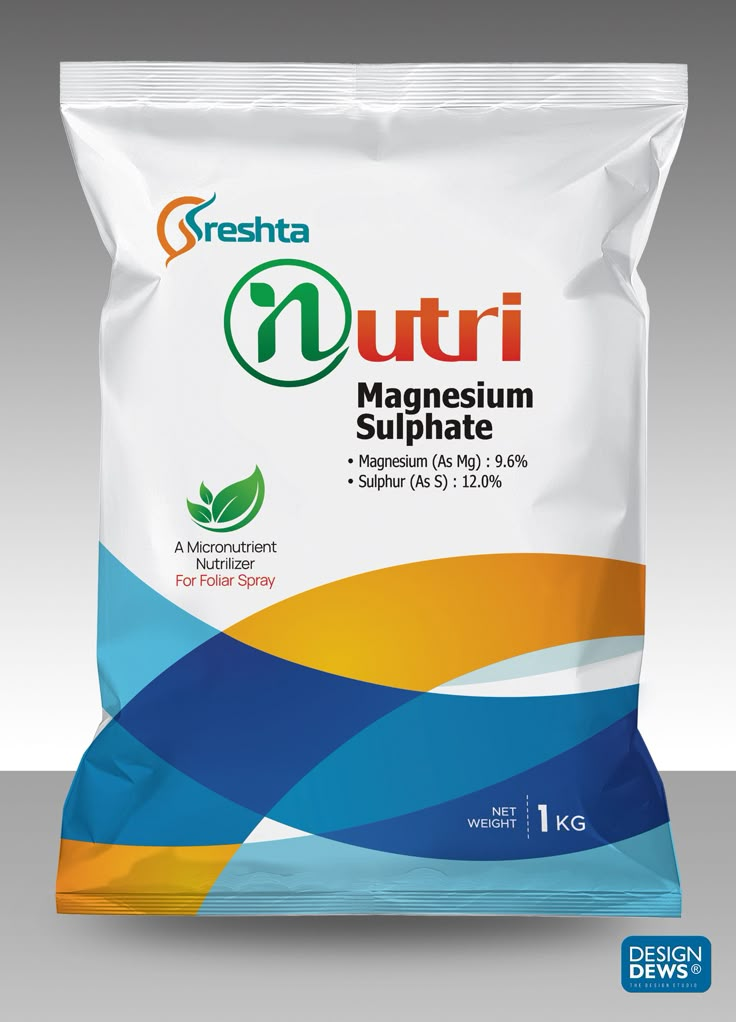 Sreshta
nutri
Magnesium
Sulphate
• Magnesium (As Mg) : 9.6%
• Sulphur (As S) : 12.0%
A Micronutrient
Nutrilizer
For Foliar Spray
NET
WEIGHT
1 KG
DESIGN
DEWS®
THE DESIGN STUDIO